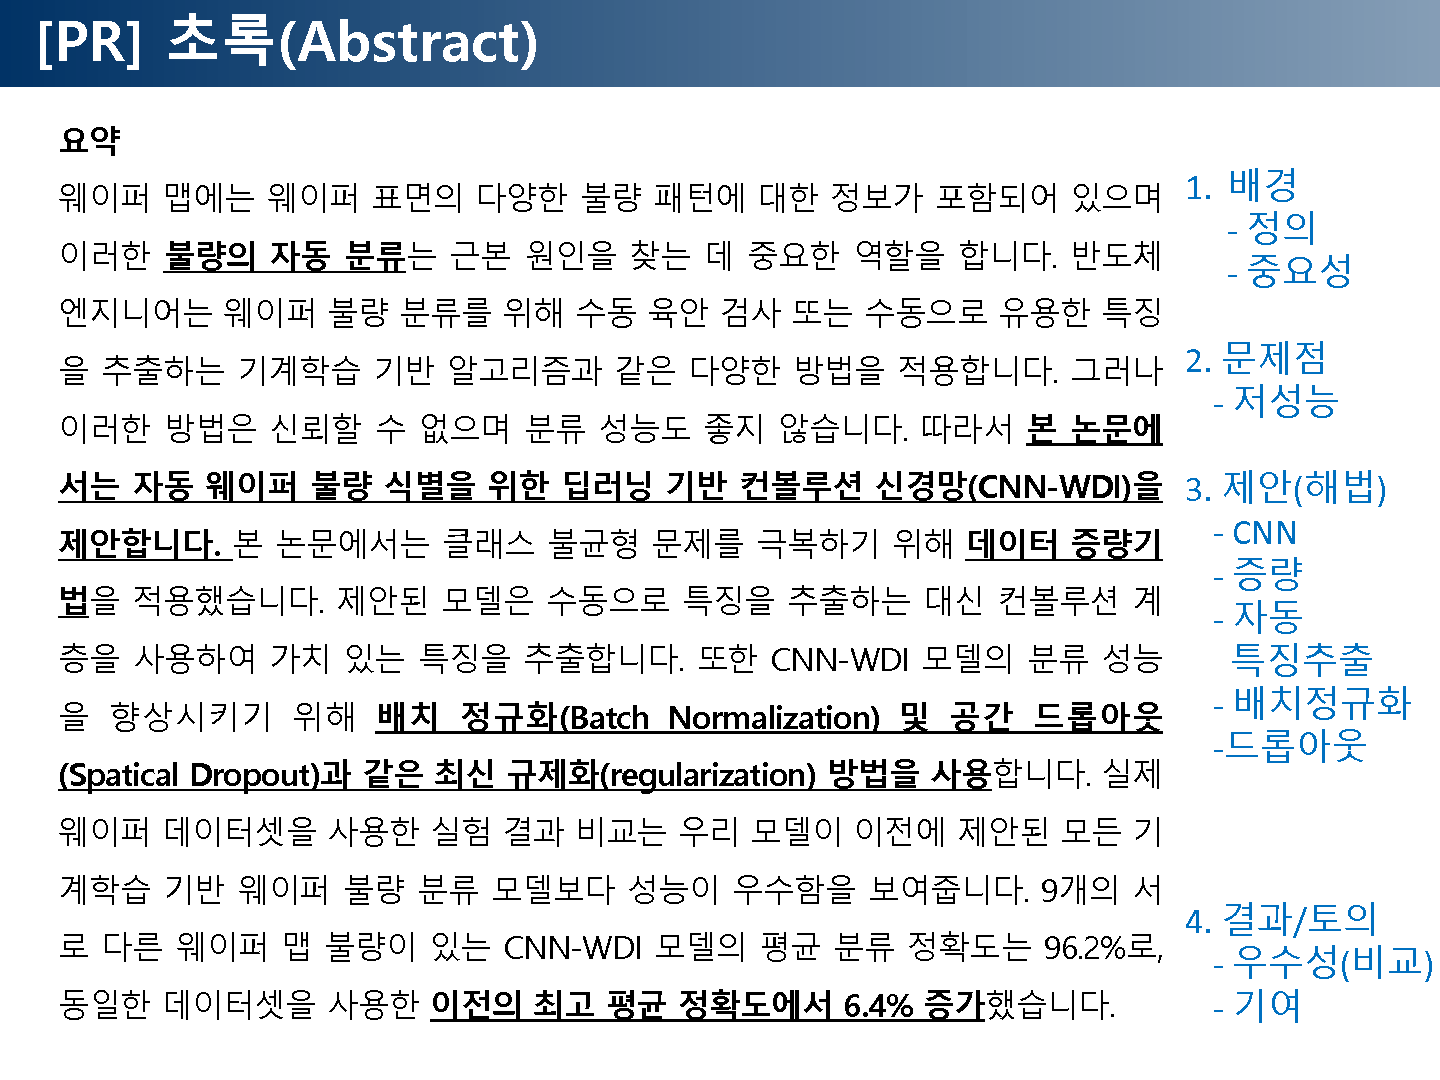 [PR] 초록(Abstract)
요약
웨이퍼 맵에는 웨이퍼 표면의 다양한 불량 패턴에 대한 정보가 포함되어 있으며
이러한 불량의 자동 분류는 근본 원인을 찾는 데 중요한 역할을 합니다. 반도체
엔지니어는 웨이퍼 불량 분류를 위해 수동 육안 검사 또는 수동으로 유용한 특징
을 추출하는 기계학습 기반 알고리즘과 같은 다양한 방법을 적용합니다. 그러나
이러한 방법은 신뢰할 수 없으며 분류 성능도 좋지 않습니다. 따라서 본 논문에
서는 자동 웨이퍼 불량 식별을 위한 딥러닝 기반 컨볼루션 신경망(CNN-WDI)을
제안합니다. 본 논문에서는 클래스 불균형 문제를 극복하기 위해 데이터 증량기
법을 적용했습니다. 제안된 모델은 수동으로 특징을 추출하는 대신 컨볼루션 계
층을 사용하여 가치 있는 특징을 추출합니다. 또한 CNN-WDI 모델의 분류 성능
을 향상시키기 위해 배치 정규화(Batch Normalization) 및 공간 드롭아웃
(Spatical Dropout)과 같은 최신 규제화(regularization) 방법을 사용합니다. 실제
웨이퍼 데이터셋을 사용한 실험 결과 비교는 우리 모델이 이전에 제안된 모든 기
계학습 기반 웨이퍼 불량 분류 모델보다 성능이 우수함을 보여줍니다. 9개의 서
로 다른 웨이퍼 맵 불량이 있는 CNN-WDI 모델의 평균 분류 정확도는 96.2%로,
동일한 데이터셋을 사용한 이전의 최고 평균 정확도에서 6.4% 증가했습니다.
1. 배경
- 정의
- 중요성
2. 문제점
- 저성능
3. 제안(해법)
- CNN
- 증량
- 자동
특징추출
- 배치정규화
-드롭아웃
4. 결과/토의
- 우수성(비교)
- 기여